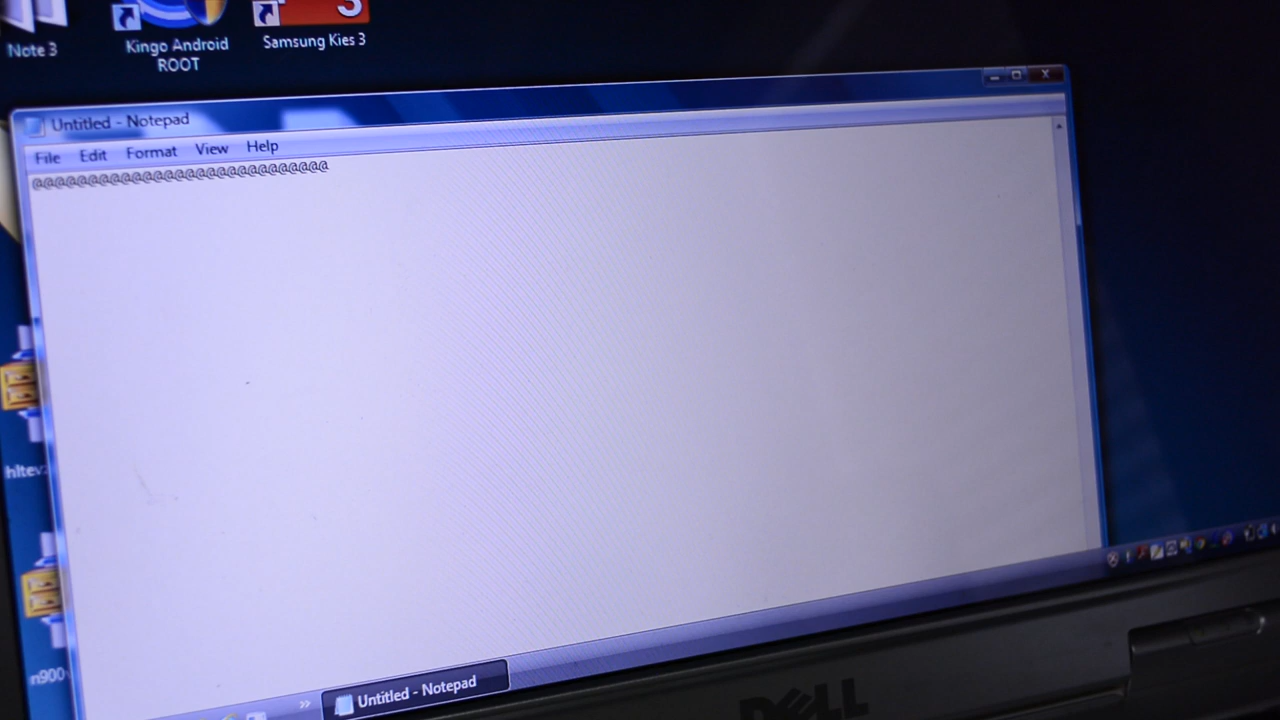 Note 3
Kingo Android
ROOT
Samsung Kies 3
3
Untitled - Notepad
File Edit Format View Help
@@@@@@@@@@@@@@@@@@@@@@@@@@@
Untitled - Notepad
DELL